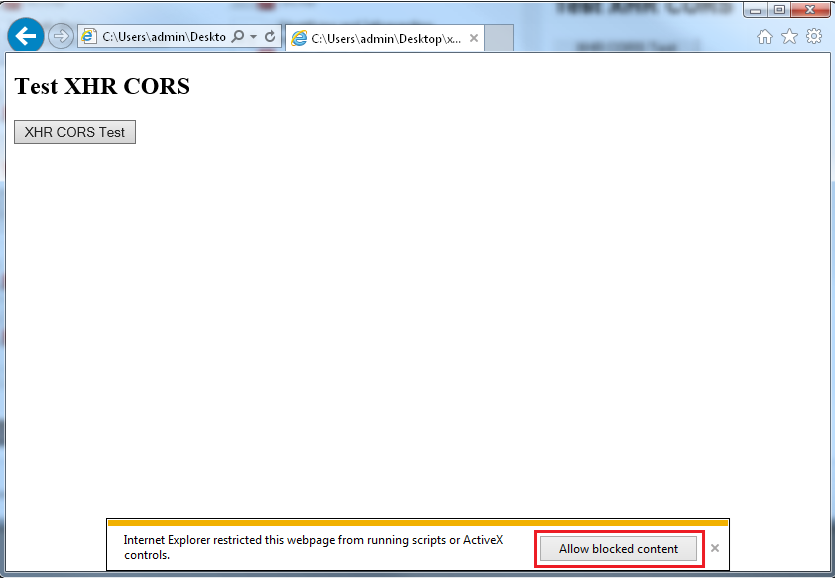 C:\Users\admin\Deskto
C:\Users\admin\Desktop\x...
Test XHR CORS
XHR CORS Test
Internet Explorer restricted this webpage from running scripts or ActiveX
controls.
Allow blocked content